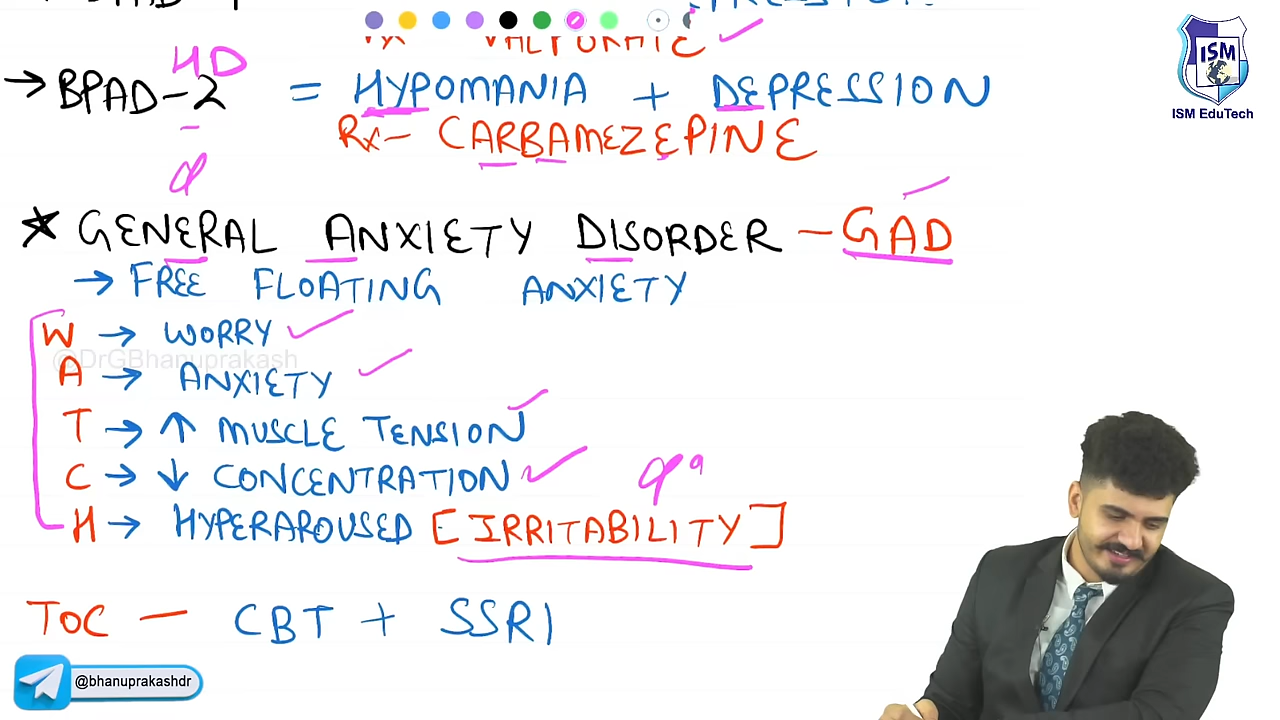 HD
→ BPAD-2 = HYPOMANIA + DEPRESSION
Rx- CARBAMEZEPINE
* GENERAL ANXIETY DISORDER - GAD
→ FREE FLOATING ANXIETY
W → WORRY
@DrGBhanuprakash
A → ANXIETY
T → ↑ MUSCLE TENSION
C → ↓ CONCENTRATION
H → HYPERAROUSED [IRRITABILITY]
TOC - CBT + SSRI
@bhanuprakashdr
ISM
ISM EduTech